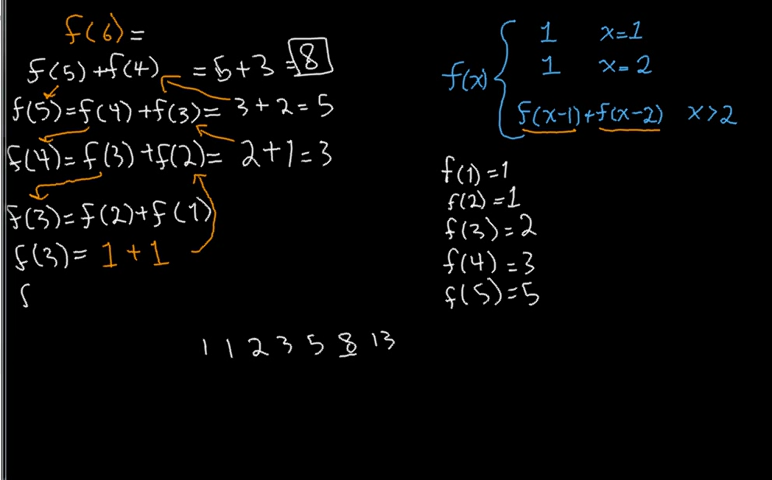 f(6)=
f(5)+f(4) = 5+3 = 8
f(5)=f(4)+f(3)= 3+2=5
f(4)=f(3)+f(2)= 2+1=3
f(3)=f(2)+f(1)
f(3)= 1+1
f
f(x) { 1 x=1
1 x=2
f(x-1)+f(x-2) x>2
f(1)=1
f(2)=1
f(3)=2
f(4)=3
f(5)=5
1 1 2 3 5 8 13